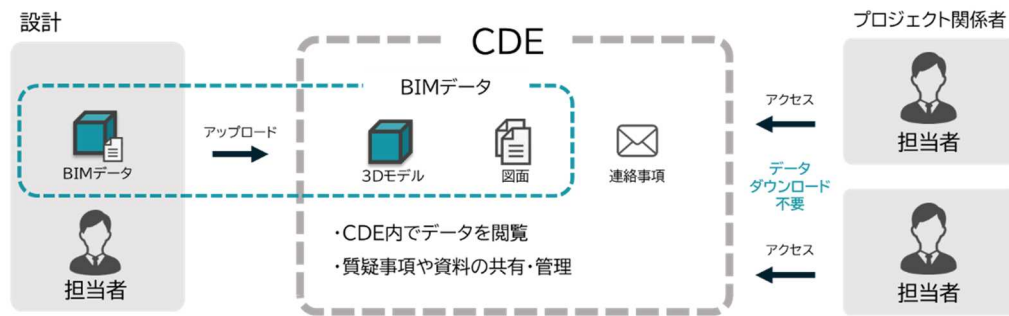 設計
BIMデータ
担当者
アップロード
CDE
BIMデータ
3Dモデル
図面
連絡事項
・CDE内でデータを閲覧
・質疑事項や資料の共有・管理
アクセス
データ
ダウンロード
不要
アクセス
プロジェクト関係者
担当者
担当者